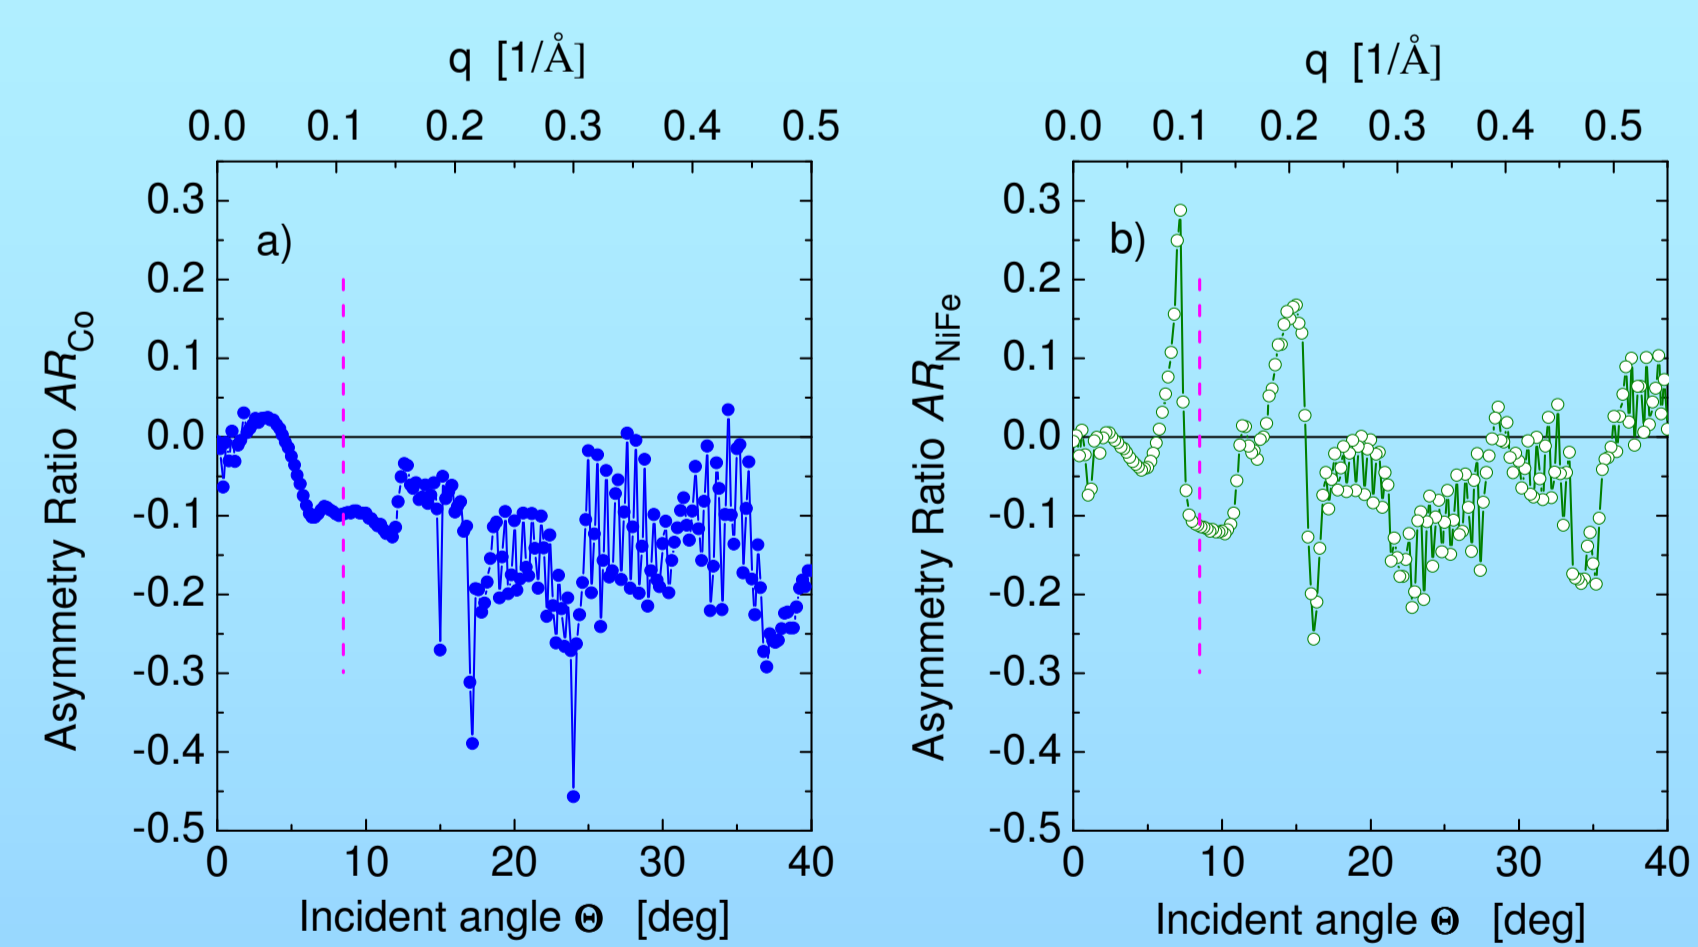 q [1/Å]
0.0 0.1 0.2 0.3 0.4 0.5
0.3
0.2
0.1
0.0
-0.1
-0.2
-0.3
-0.4
-0.5
a)
Asymmetry Ratio AR_Co
0 10 20 30 40
Incident angle Θ [deg]
q [1/Å]
0.0 0.1 0.2 0.3 0.4 0.5
0.3
0.2
0.1
0.0
-0.1
-0.2
-0.3
-0.4
-0.5
b)
Asymmetry Ratio AR_NiFe
0 10 20 30 40
Incident angle Θ [deg]